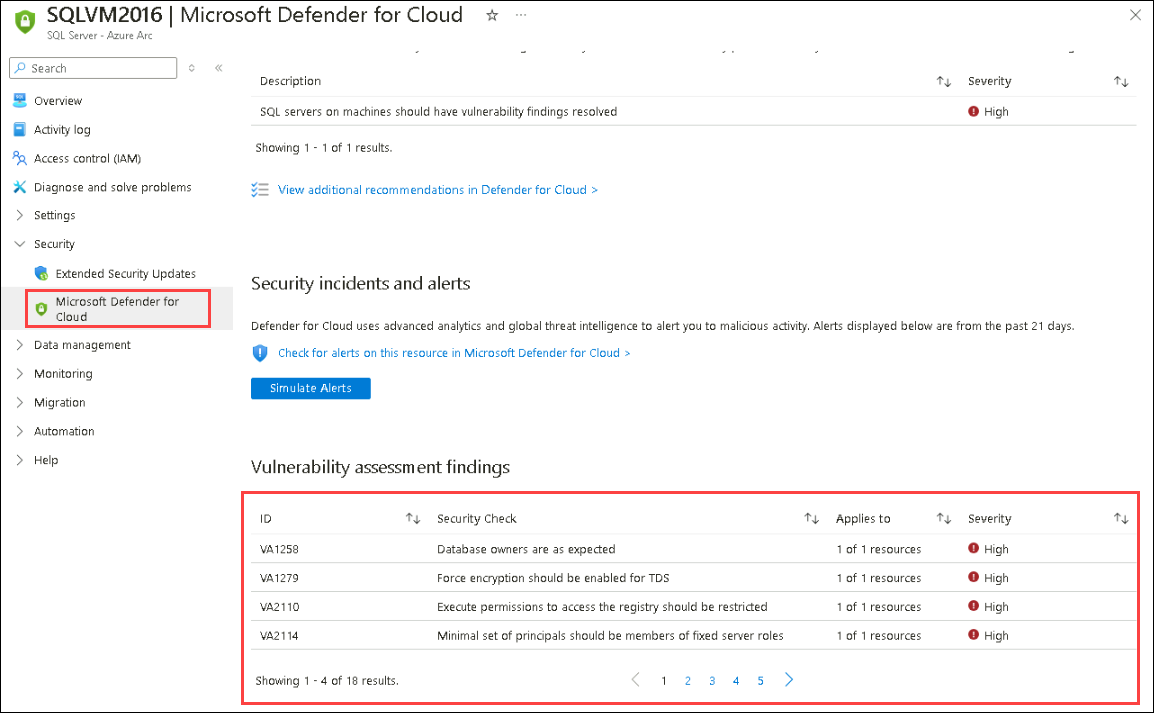 SQLVM2016 | Microsoft Defender for Cloud
SQL Server - Azure Arc
Search
Overview
Activity log
Access control (IAM)
Diagnose and solve problems
Settings
Security
Extended Security Updates
Microsoft Defender for
Cloud
Data management
Monitoring
Migration
Automation
Help
Description Severity
SQL servers on machines should have vulnerability findings resolved High
Showing 1 - 1 of 1 results.
View additional recommendations in Defender for Cloud >
Security incidents and alerts
Defender for Cloud uses advanced analytics and global threat intelligence to alert you to malicious activity. Alerts displayed below are from the past 21 days.
Check for alerts on this resource in Microsoft Defender for Cloud >
Simulate Alerts
Vulnerability assessment findings
ID Security Check Applies to Severity
VA1258 Database owners are as expected 1 of 1 resources High
VA1279 Force encryption should be enabled for TDS 1 of 1 resources High
VA2110 Execute permissions to access the registry should be restricted 1 of 1 resources High
VA2114 Minimal set of principals should be members of fixed server roles 1 of 1 resources High
Showing 1 - 4 of 18 results. 1 2 3 4 5